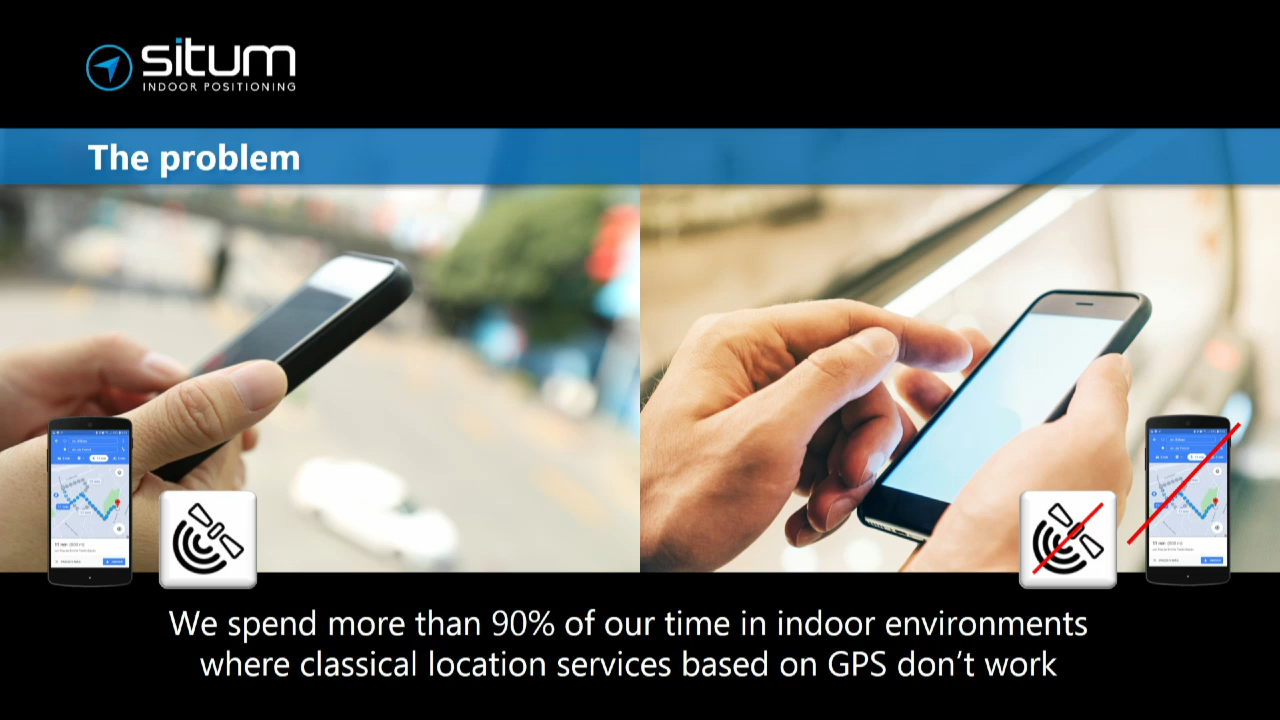 situm
INDOOR POSITIONING
The problem
We spend more than 90% of our time in indoor environments
where classical location services based on GPS don't work